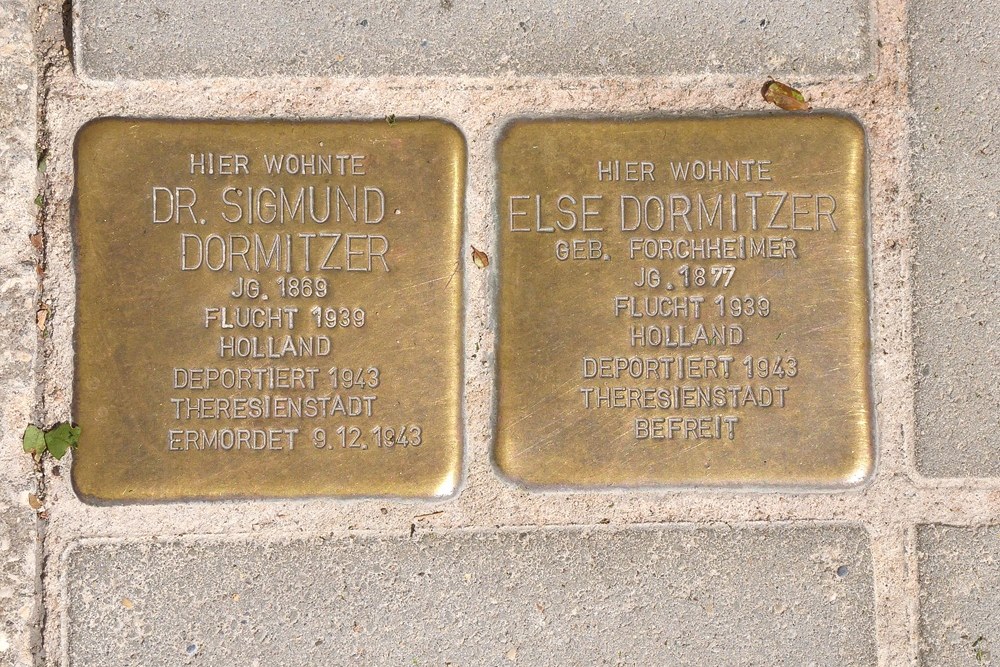 HIER WOHNTE
DR. SIGMUND
DORMITZER
JG. 1869
FLUCHT 1939
HOLLAND
DEPORTIERT 1943
THERESIENSTADT
ERMORDET 9.12.1943
HIER WOHNTE
ELSE DORMITZER
GEB. FORCHHEIMER
JG. 1877
FLUCHT 1939
HOLLAND
DEPORTIERT 1943
THERESIENSTADT
BEFREIT